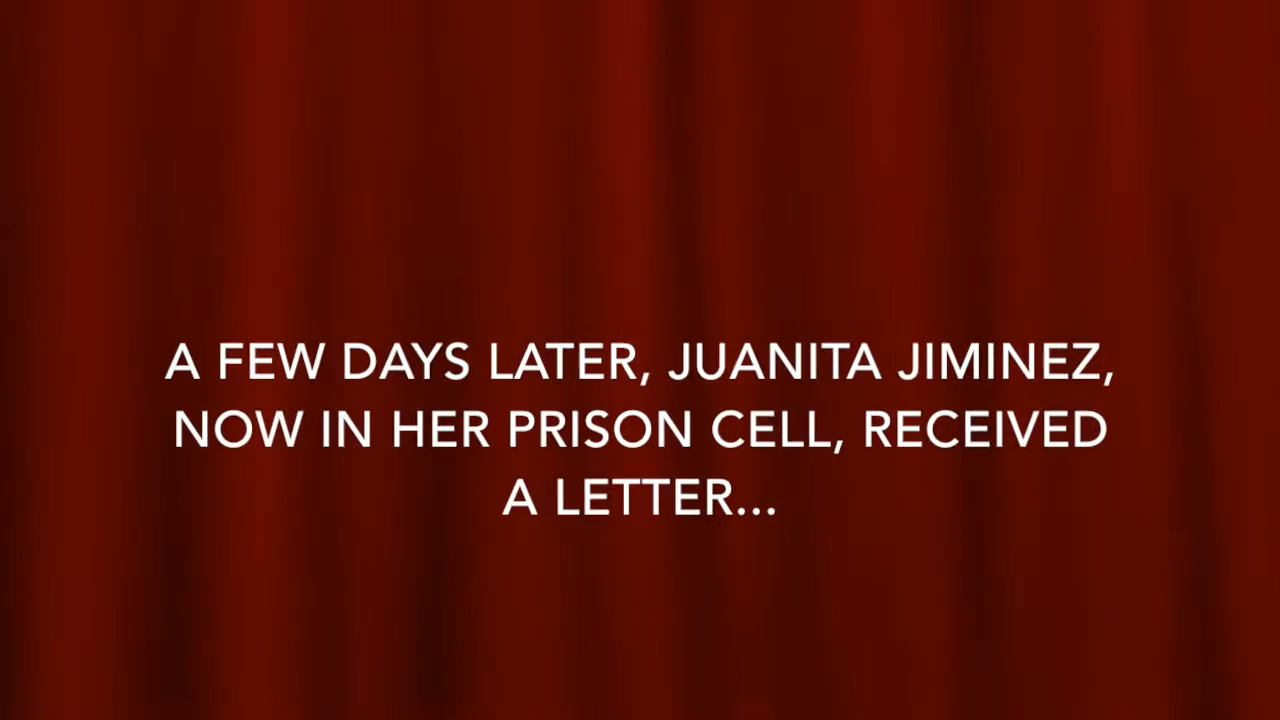 A FEW DAYS LATER, JUANITA JIMINEZ,
NOW IN HER PRISON CELL, RECEIVED
A LETTER...